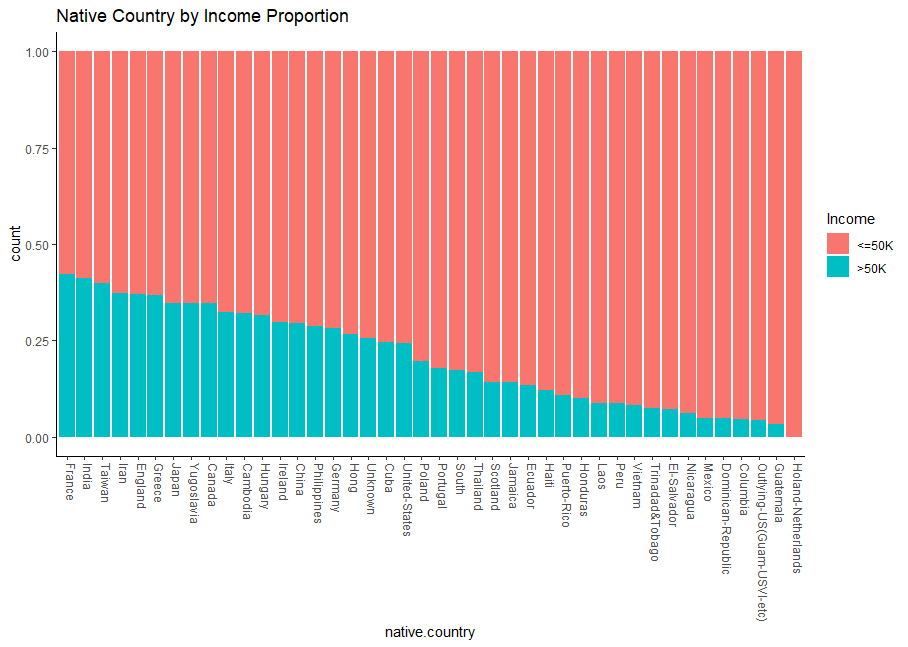 Native Country by Income Proportion
1.00
0.75
0.50
0.25
0.00
count
France
India
Taiwan
Iran
England
Greece
Japan
Yugoslavia
Canada
Italy
Cambodia
Hungary
Ireland
China
Philippines
Germany
Hong
Unknown
Cuba
United-States
Poland
Portugal
South
Thailand
Scotland
Jamaica
Ecuador
Haiti
Puerto-Rico
Honduras
Laos
Peru
Vietnam
Trinadad&Tobago
El-Salvador
Nicaragua
Mexico
Dominican-Republic
Columbia
Outlying-US(Guam-USVI-etc)
Guatemala
Holand-Netherlands
native.country
Income
<=50K
>50K